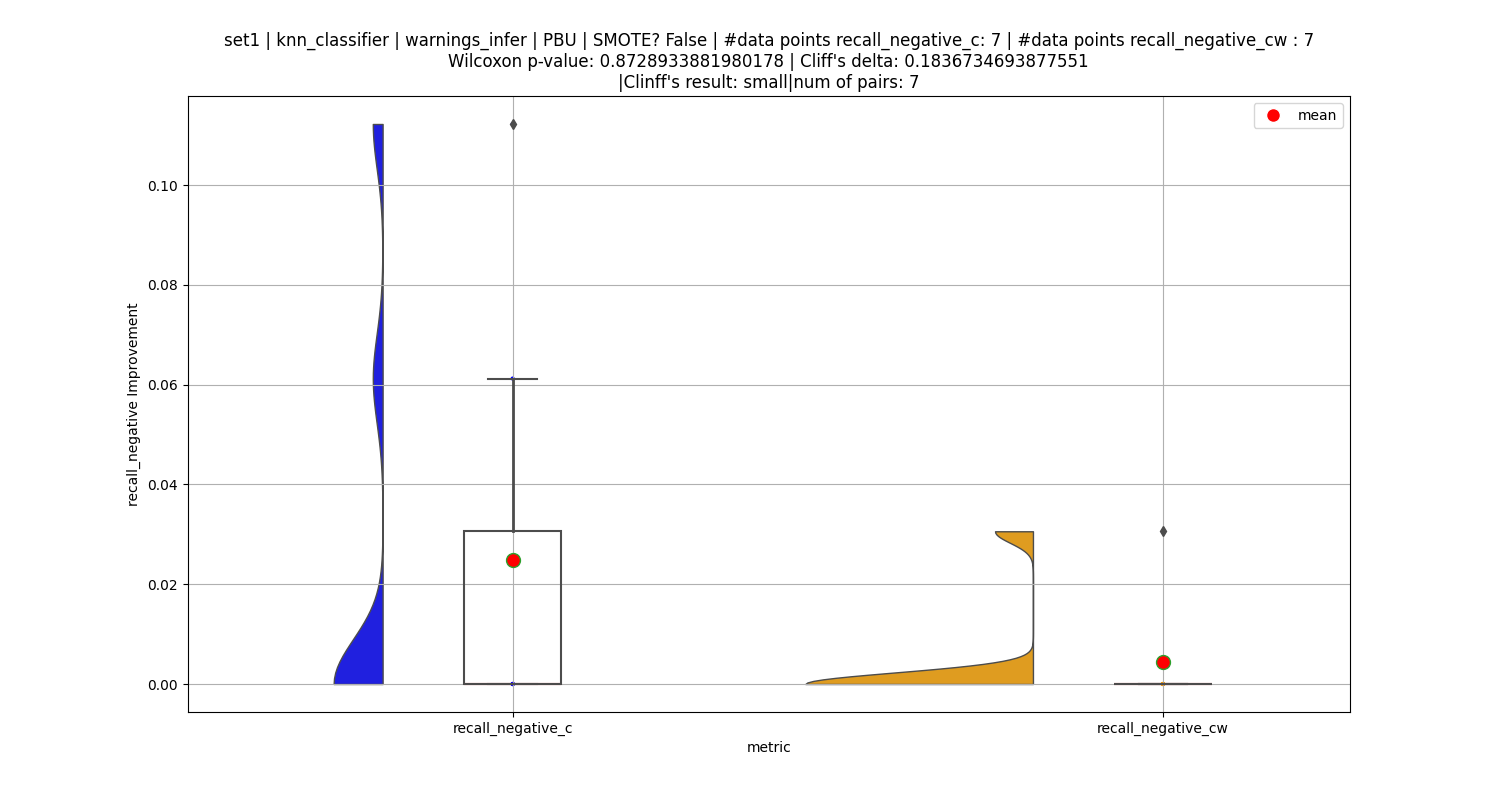 set1 | knn_classifier | warnings_infer | PBU | SMOTE? False | #data points recall_negative_c: 7 | #data points recall_negative_cw : 7
Wilcoxon p-value: 0.8728933881980178 | Cliff's delta: 0.1836734693877551
|Clinff's result: small|num of pairs: 7
mean
0.10
0.08
0.06
0.04
0.02
0.00
recall_negative Improvement
recall_negative_c
recall_negative_cw
metric